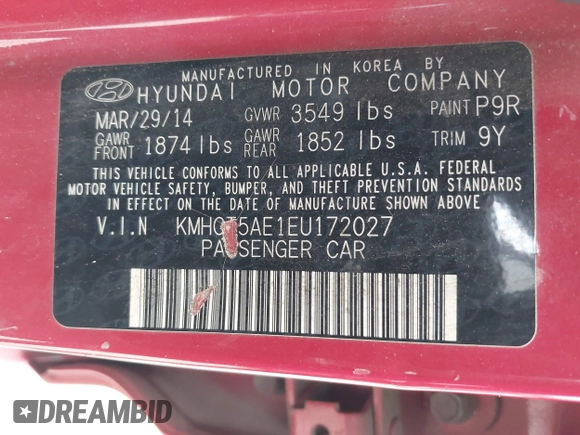 MANUFACTURED IN KOREA BY
HYUNDAI MOTOR COMPANY
MAR/29/14 GVWR 3549 lbs PAINT P9R
GAWR FRONT 1874 lbs GAWR REAR 1852 lbs TRIM 9Y
THIS VEHICLE CONFORMS TO ALL APPLICABLE U.S.A. FEDERAL
MOTOR VEHICLE SAFETY, BUMPER, AND THEFT PREVENTION STANDARDS
IN EFFECT ON THE DATE OF MANUFACTURE SHOWN ABOVE
V.I.N KMHCT5AE1EU172027
PASSENGER CAR
DREAMBID